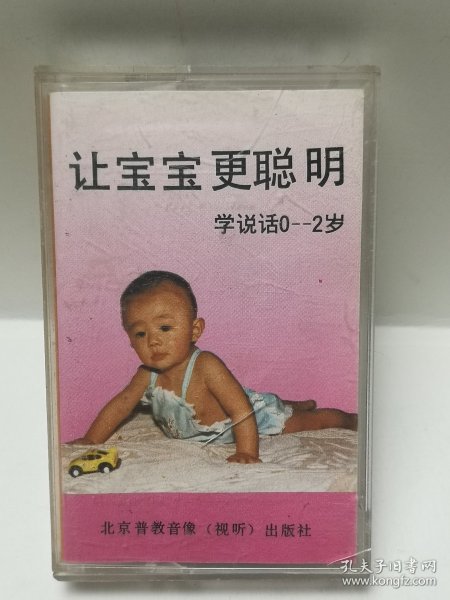 让宝宝更聪明
学说话0--2岁
北京普教音像(视听)出版社
孔夫子旧书网
www.kongfz.com